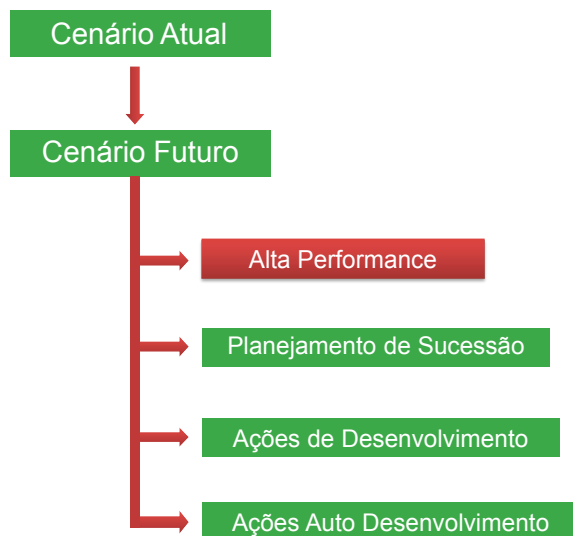 Cenário Atual
Cenário Futuro
Alta Performance
Planejamento de Sucessão
Ações de Desenvolvimento
Ações Auto Desenvolvimento